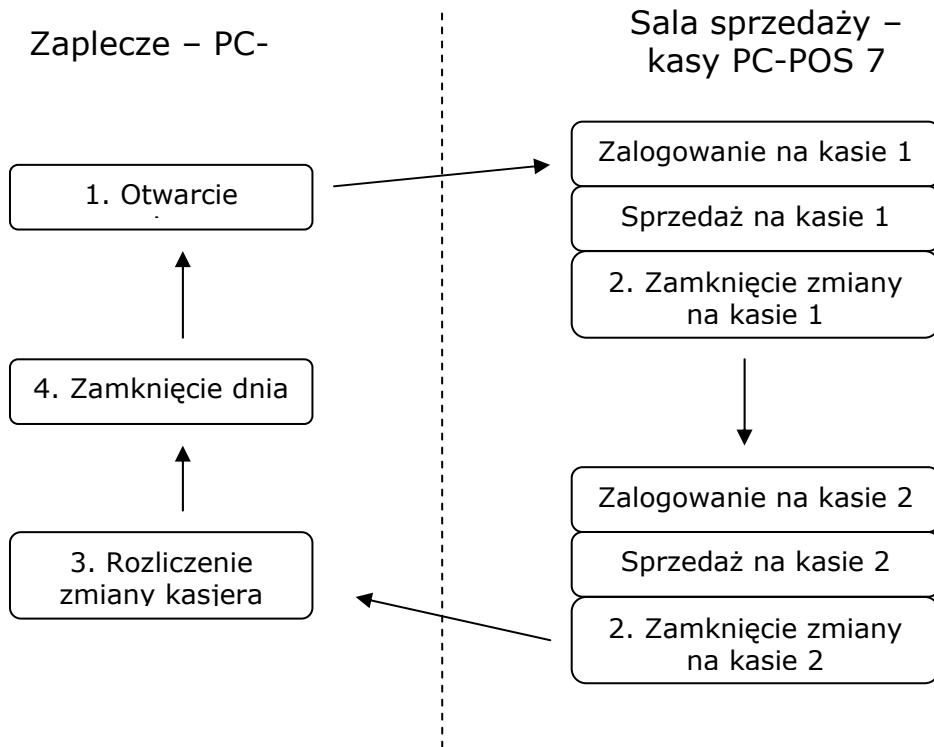 Zaplecze – PC-
Sala sprzedaży –
kasy PC-POS 7
1. Otwarcie
4. Zamknięcie dnia
3. Rozliczenie
zmiany kasjera
Zalogowanie na kasie 1
Sprzedaż na kasie 1
2. Zamknięcie zmiany
na kasie 1
Zalogowanie na kasie 2
Sprzedaż na kasie 2
2. Zamknięcie zmiany
na kasie 2